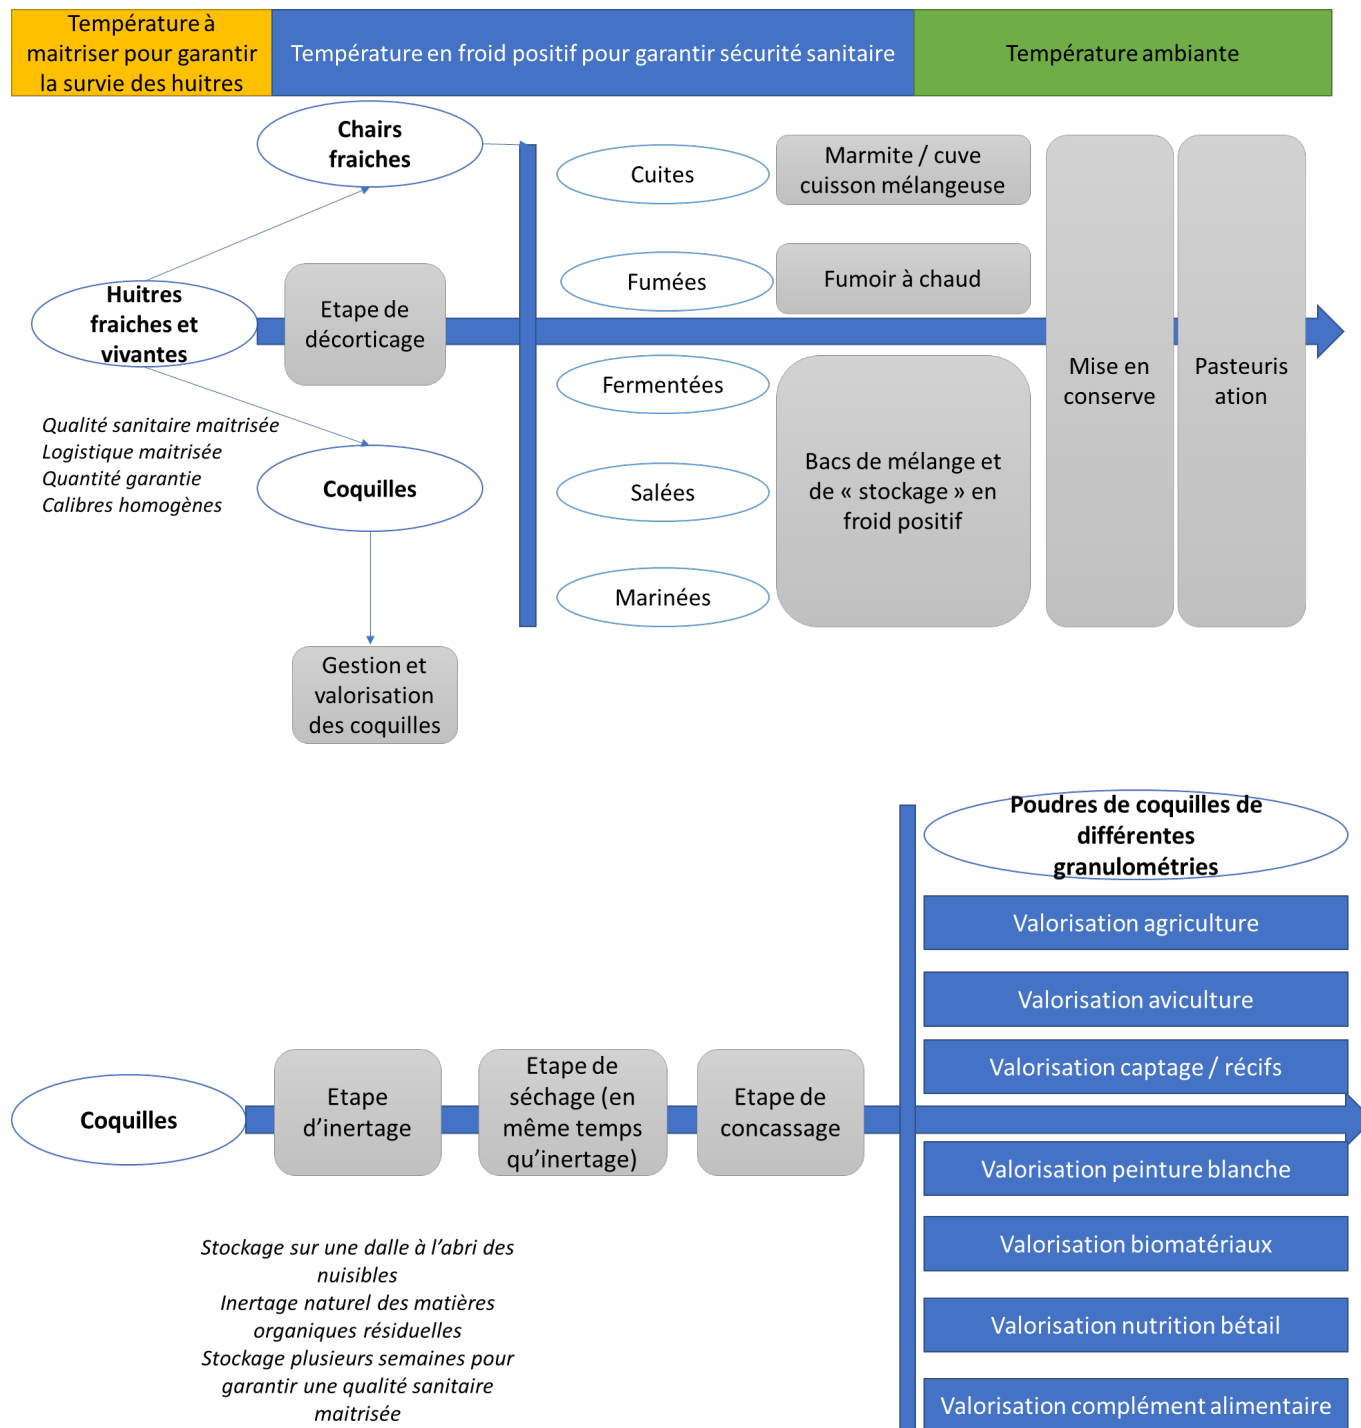 Température à
maitriser pour garantir
la survie des huitres
Température en froid positif pour garantir sécurité sanitaire
Température ambiante
Chairs
fraiches
Cuites
Marmite / cuve
cuisson mélangeuse
Fumées
Fumoir à chaud
Huitres
fraiches et
vivantes
Etape de
décorticage
Mise en
conserve
Pasteuris
ation
Fermentées
Qualité sanitaire maitrisée
Logistique maitrisée
Quantité garantie
Calibres homogènes
Coquilles
Salées
Bacs de mélange et
de « stockage » en
froid positif
Marinées
Gestion et
valorisation
des coquilles
Poudres de coquilles de
différentes
granulométries
Valorisation agriculture
Valorisation aviculture
Valorisation captage / récifs
Coquilles
Etape
d’inertage
Etape de
séchage (en
même temps
qu’inertage)
Etape de
concassage
Valorisation peinture blanche
Valorisation biomatériaux
Valorisation nutrition bétail
Valorisation complément alimentaire
Stockage sur une dalle à l’abri des
nuisibles
Inertage naturel des matières
organiques résiduelles
Stockage plusieurs semaines pour
garantir une qualité sanitaire
maitrisée